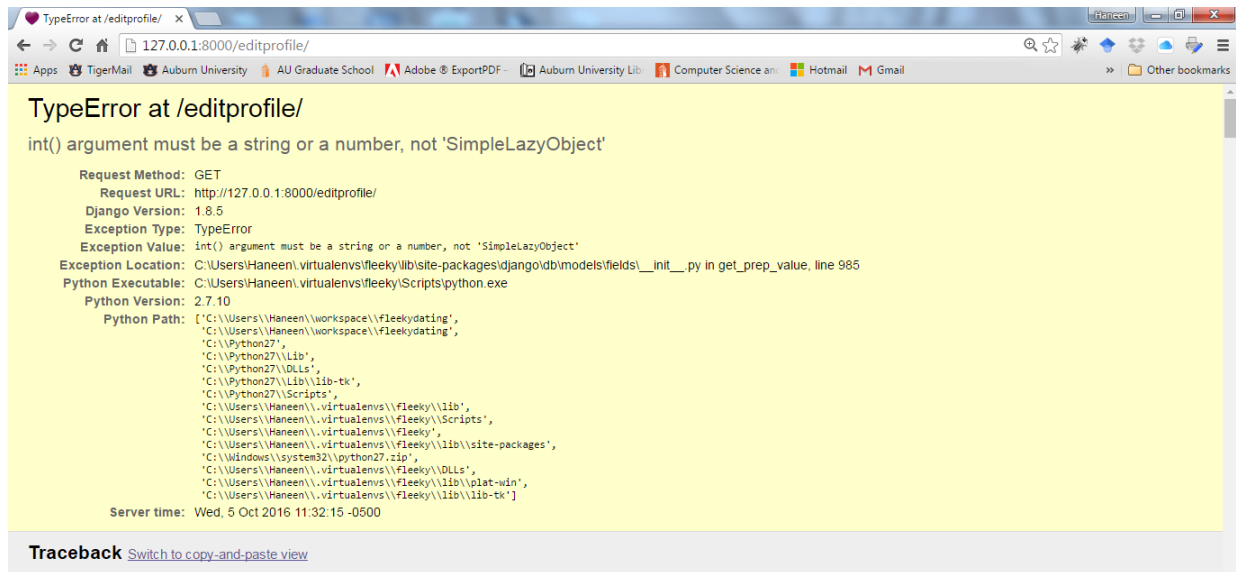 TypeError at /editprofile/
Haneen
127.0.0.1:8000/editprofile/
Apps TigerMail Auburn University AU Graduate School Adobe ® ExportPDF - Auburn University Lib Computer Science and Hotmail M Gmail » Other bookmarks
TypeError at /editprofile/
int() argument must be a string or a number, not 'SimpleLazyObject'
Request Method: GET
Request URL: http://127.0.0.1:8000/editprofile/
Django Version: 1.8.5
Exception Type: TypeError
Exception Value: int() argument must be a string or a number, not 'SimpleLazyObject'
Exception Location: C:\Users\Haneen\.virtualenvs\fleeky\lib\site-packages\django\db\models\fields\__init__.py in get_prep_value, line 985
Python Executable: C:\Users\Haneen\.virtualenvs\fleeky\Scripts\python.exe
Python Version: 2.7.10
Python Path: ['C:\\Users\\Haneen\\workspace\\fleekydating',
'C:\\Users\\Haneen\\workspace\\fleekydating',
'C:\\Python27',
'C:\\Python27\\Lib',
'C:\\Python27\\DLLs',
'C:\\Python27\\Lib\\lib-tk',
'C:\\Python27\\Scripts',
'C:\\Users\\Haneen\\.virtualenvs\\fleeky\\lib',
'C:\\Users\\Haneen\\.virtualenvs\\fleeky\\Scripts',
'C:\\Users\\Haneen\\.virtualenvs\\fleeky',
'C:\\Users\\Haneen\\.virtualenvs\\fleeky\\lib\\site-packages',
'C:\\Windows\\system32\\python27.zip',
'C:\\Users\\Haneen\\.virtualenvs\\fleeky\\DLLs',
'C:\\Users\\Haneen\\.virtualenvs\\fleeky\\lib\\plat-win',
'C:\\Users\\Haneen\\.virtualenvs\\fleeky\\lib\\lib-tk']
Server time: Wed, 5 Oct 2016 11:32:15 -0500
Traceback Switch to copy-and-paste view